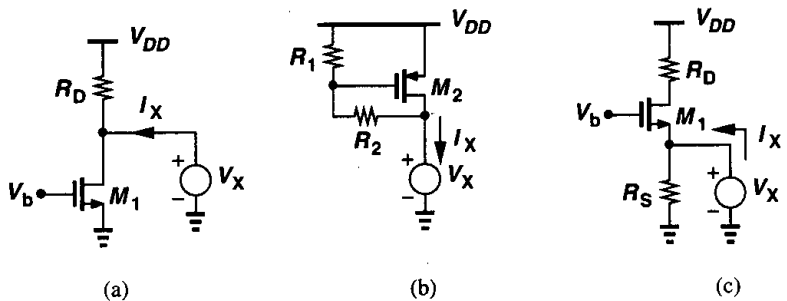 V_DD
R_D
I_X
+
V_X
−
V_b
M_1
(a)
V_DD
R_1
M_2
R_2
I_X
+
V_X
−
(b)
V_DD
R_D
V_b
M_1
I_X
+
R_S
V_X
−
(c)